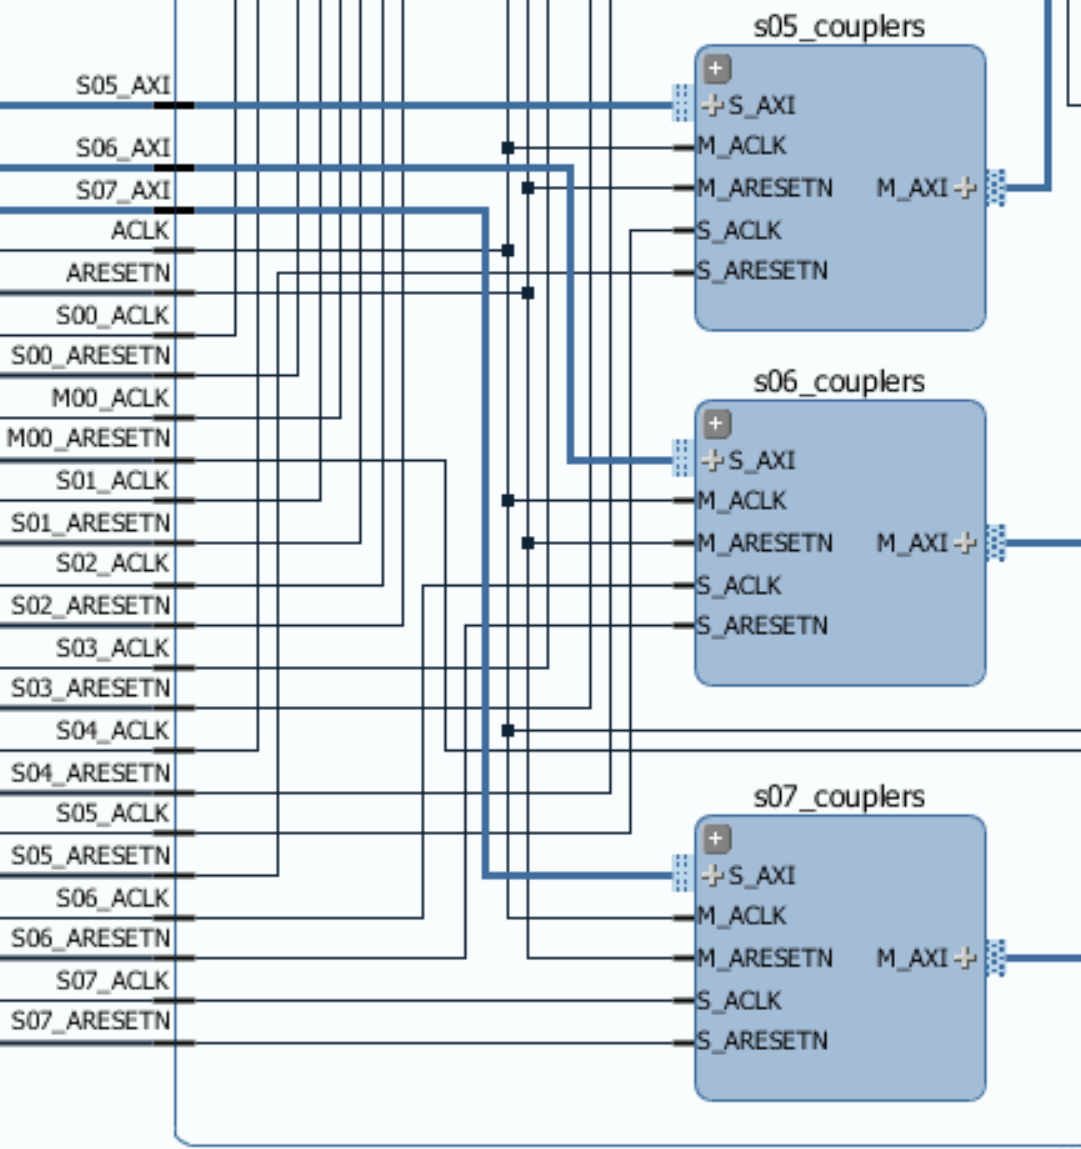 S05_AXI
S06_AXI
S07_AXI
ACLK
ARESETN
S00_ACLK
S00_ARESETN
M00_ACLK
M00_ARESETN
S01_ACLK
S01_ARESETN
S02_ACLK
S02_ARESETN
S03_ACLK
S03_ARESETN
S04_ACLK
S04_ARESETN
S05_ACLK
S05_ARESETN
S06_ACLK
S06_ARESETN
S07_ACLK
S07_ARESETN
s05_couplers
S_AXI
M_ACLK
M_ARESETN M_AXI
S_ACLK
S_ARESETN
s06_couplers
S_AXI
M_ACLK
M_ARESETN M_AXI
S_ACLK
S_ARESETN
s07_couplers
S_AXI
M_ACLK
M_ARESETN M_AXI
S_ACLK
S_ARESETN